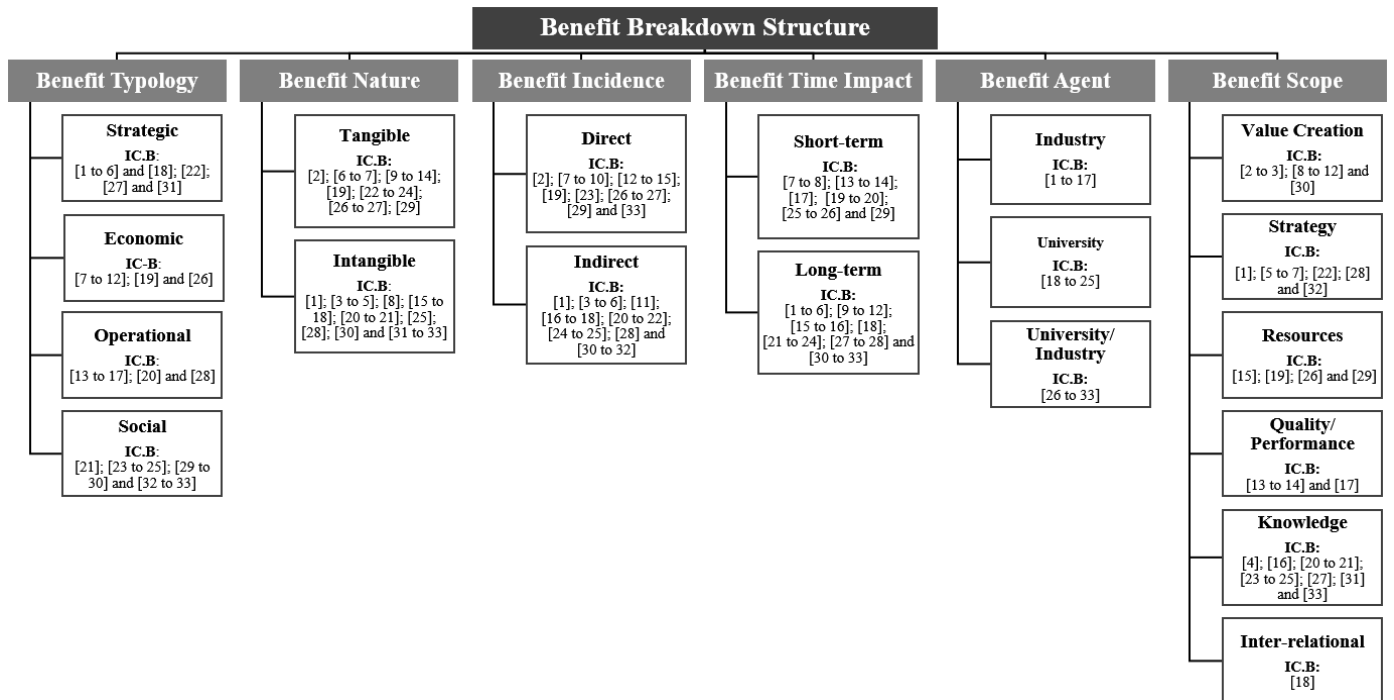 Benefit Breakdown Structure
Benefit Typology
Strategic
IC.B:
[1 to 6] and [18]; [22];
[27] and [31]
Economic
IC-B:
[7 to 12]; [19] and [26]
Operational
IC.B:
[13 to 17]; [20] and [28]
Social
IC.B:
[21]; [23 to 25]; [29 to
30] and [32 to 33]
Benefit Nature
Tangible
IC.B:
[2]; [6 to 7]; [9 to 14];
[19]; [22 to 24];
[26 to 27]; [29]
Intangible
IC.B:
[1]; [3 to 5]; [8]; [15 to
18]; [20 to 21]; [25];
[28]; [30] and [31 to 33]
Benefit Incidence
Direct
IC.B:
[2]; [7 to 10]; [12 to 15];
[19]; [23]; [26 to 27];
[29] and [33]
Indirect
IC.B:
[1]; [3 to 6]; [11];
[16 to 18]; [20 to 22];
[24 to 25]; [28] and
[30 to 32]
Benefit Time Impact
Short-term
IC.B:
[7 to 8]; [13 to 14];
[17]; [19 to 20];
[25 to 26] and [29]
Long-term
IC.B:
[1 to 6]; [9 to 12];
[15 to 16]; [18];
[21 to 24]; [27 to 28] and
[30 to 33]
Benefit Agent
Industry
IC.B:
[1 to 17]
University
IC.B:
[18 to 25]
University/
Industry
IC.B:
[26 to 33]
Benefit Scope
Value Creation
IC.B:
[2 to 3]; [8 to 12] and
[30]
Strategy
IC.B:
[1]; [5 to 7]; [22]; [28]
and [32]
Resources
IC.B:
[15]; [19]; [26] and [29]
Quality/
Performance
IC.B:
[13 to 14] and [17]
Knowledge
IC.B:
[4]; [16]; [20 to 21];
[23 to 25]; [27]; [31]
and [33]
Inter-relational
IC.B:
[18]